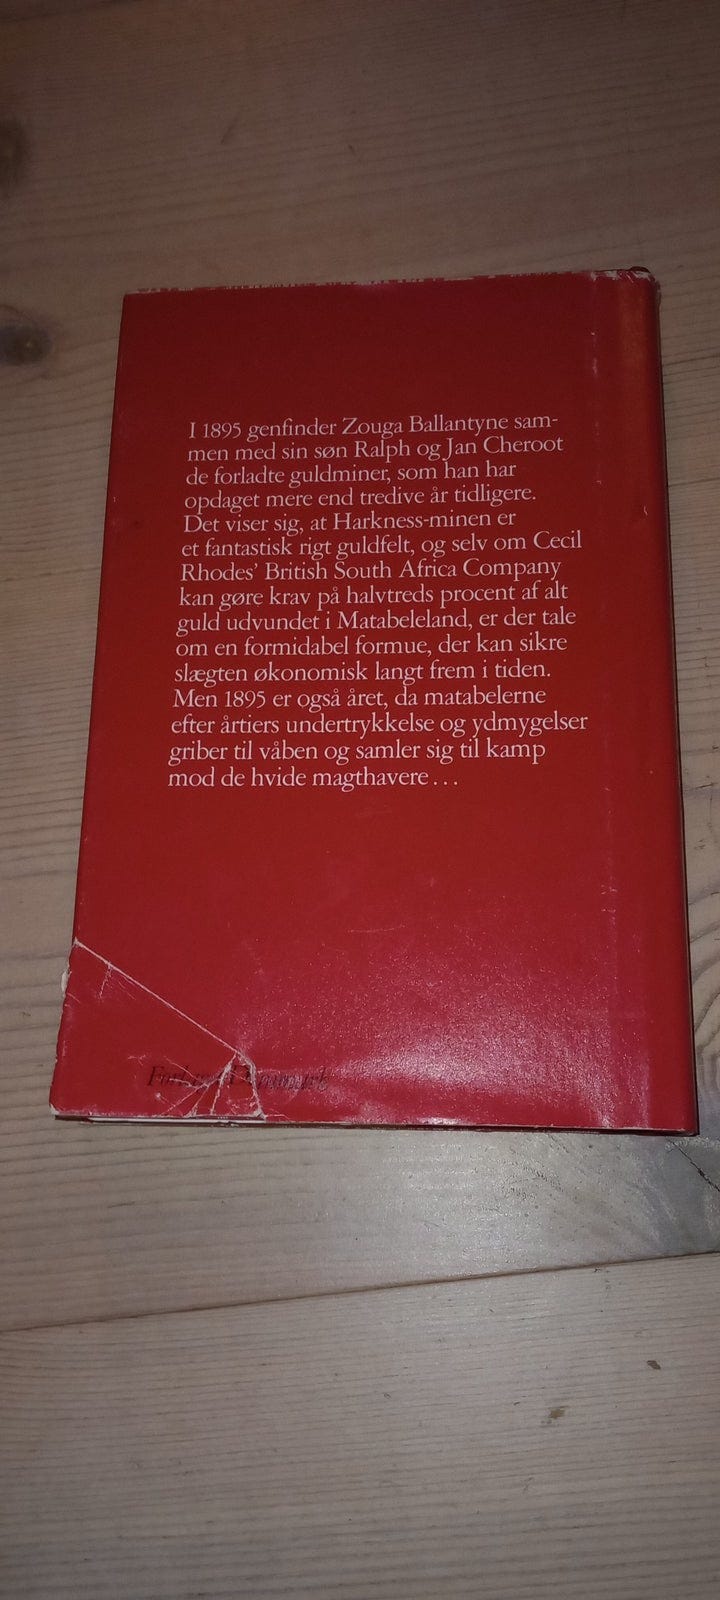 I 1895 genfinder Zouga Ballantyne sam-
men med sin søn Ralph og Jan Cheroot
de forladte guldminer, som han har
opdaget mere end tredive år tidligere.
Det viser sig, at Harkness-minen er
et fantastisk rigt guldfelt, og selv om Cecil
Rhodes' British South Africa Company
kan gøre krav på halvtreds procent af alt
guld udvundet i Matabeleland, er der tale
om en formidabel formue, der kan sikre
slægten økonomisk langt frem i tiden.
Men 1895 er også året, da matabelerne
efter årtiers undertrykkelse og ydmygelser
griber til våben og samler sig til kamp
mod de hvide magthavere...